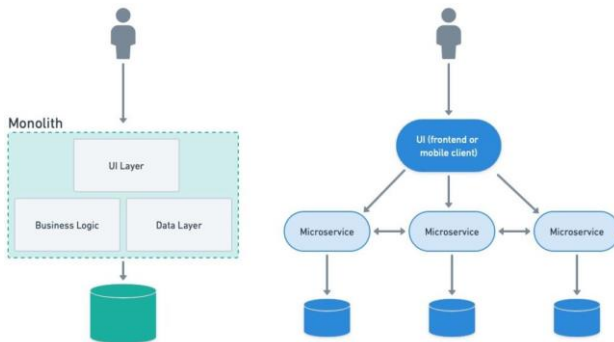 Monolith
UI Layer
Business Logic
Data Layer
UI (frontend or
mobile client)
Microservice
Microservice
Microservice